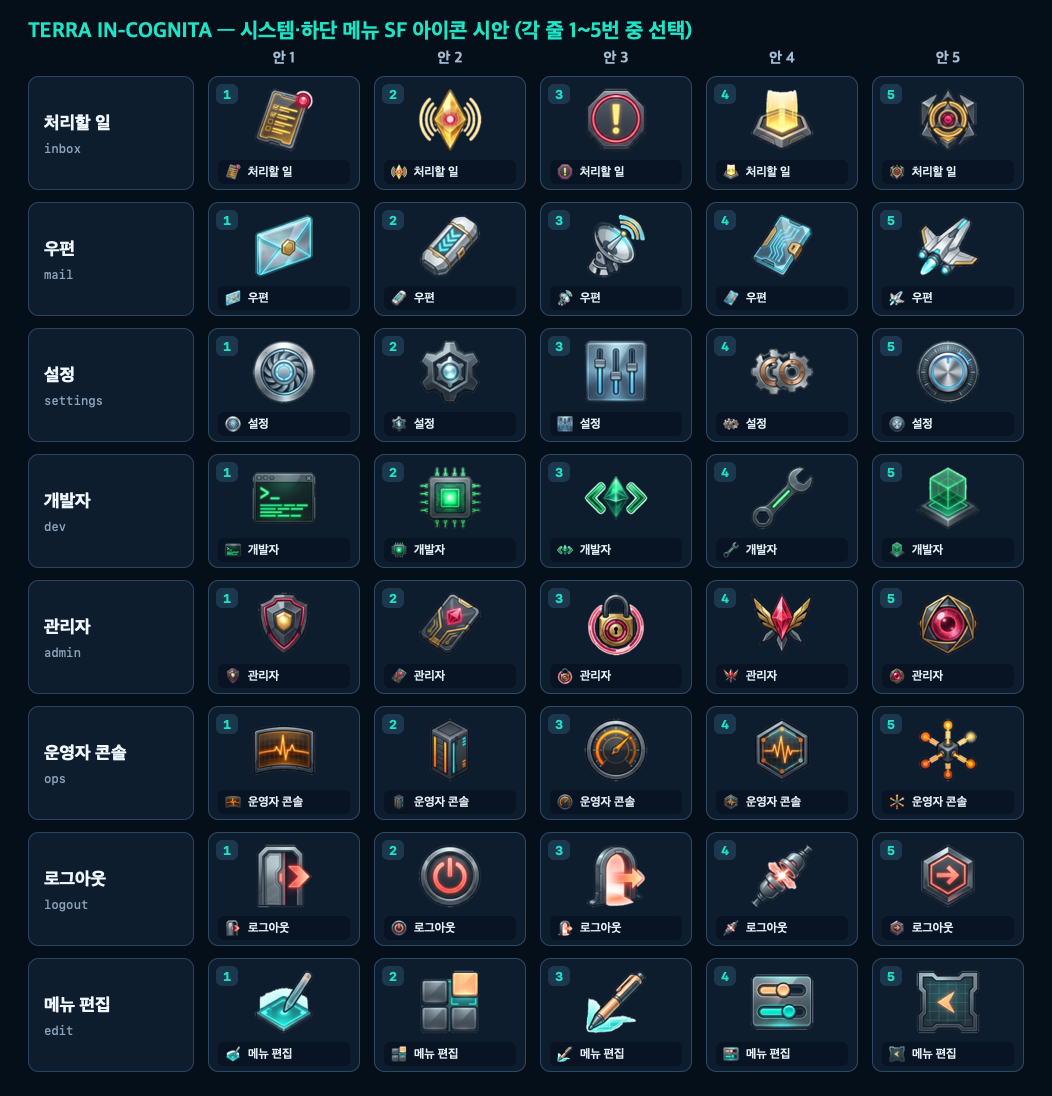 TERRA IN-COGNITA — 시스템·하단 메뉴 SF 아이콘 시안 (각 줄 1~5번 중 선택)
안 1 안 2 안 3 안 4 안 5
처리할 일
inbox
1 2 3 4 5
처리할 일 처리할 일 처리할 일 처리할 일 처리할 일
우편
mail
1 2 3 4 5
우편 우편 우편 우편 우편
설정
settings
1 2 3 4 5
설정 설정 설정 설정 설정
개발자
dev
1 2 3 4 5
개발자 개발자 개발자 개발자 개발자
관리자
admin
1 2 3 4 5
관리자 관리자 관리자 관리자 관리자
운영자 콘솔
ops
1 2 3 4 5
운영자 콘솔 운영자 콘솔 운영자 콘솔 운영자 콘솔 운영자 콘솔
로그아웃
logout
1 2 3 4 5
로그아웃 로그아웃 로그아웃 로그아웃 로그아웃
메뉴 편집
edit
1 2 3 4 5
메뉴 편집 메뉴 편집 메뉴 편집 메뉴 편집 메뉴 편집